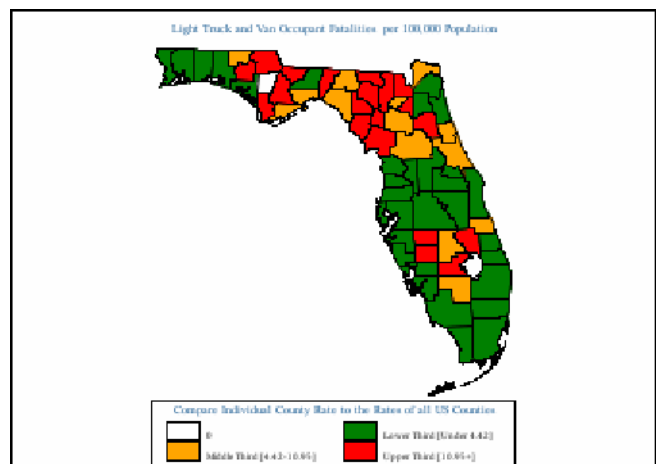 Light Truck and Van Occupant Fatalities per 100,000 Population
Compare Individual County Rate to the Rates of all US Counties
0
Lower Third [Under 4.42]
Middle Third [4.42-10.95]
Upper Third [10.95+]